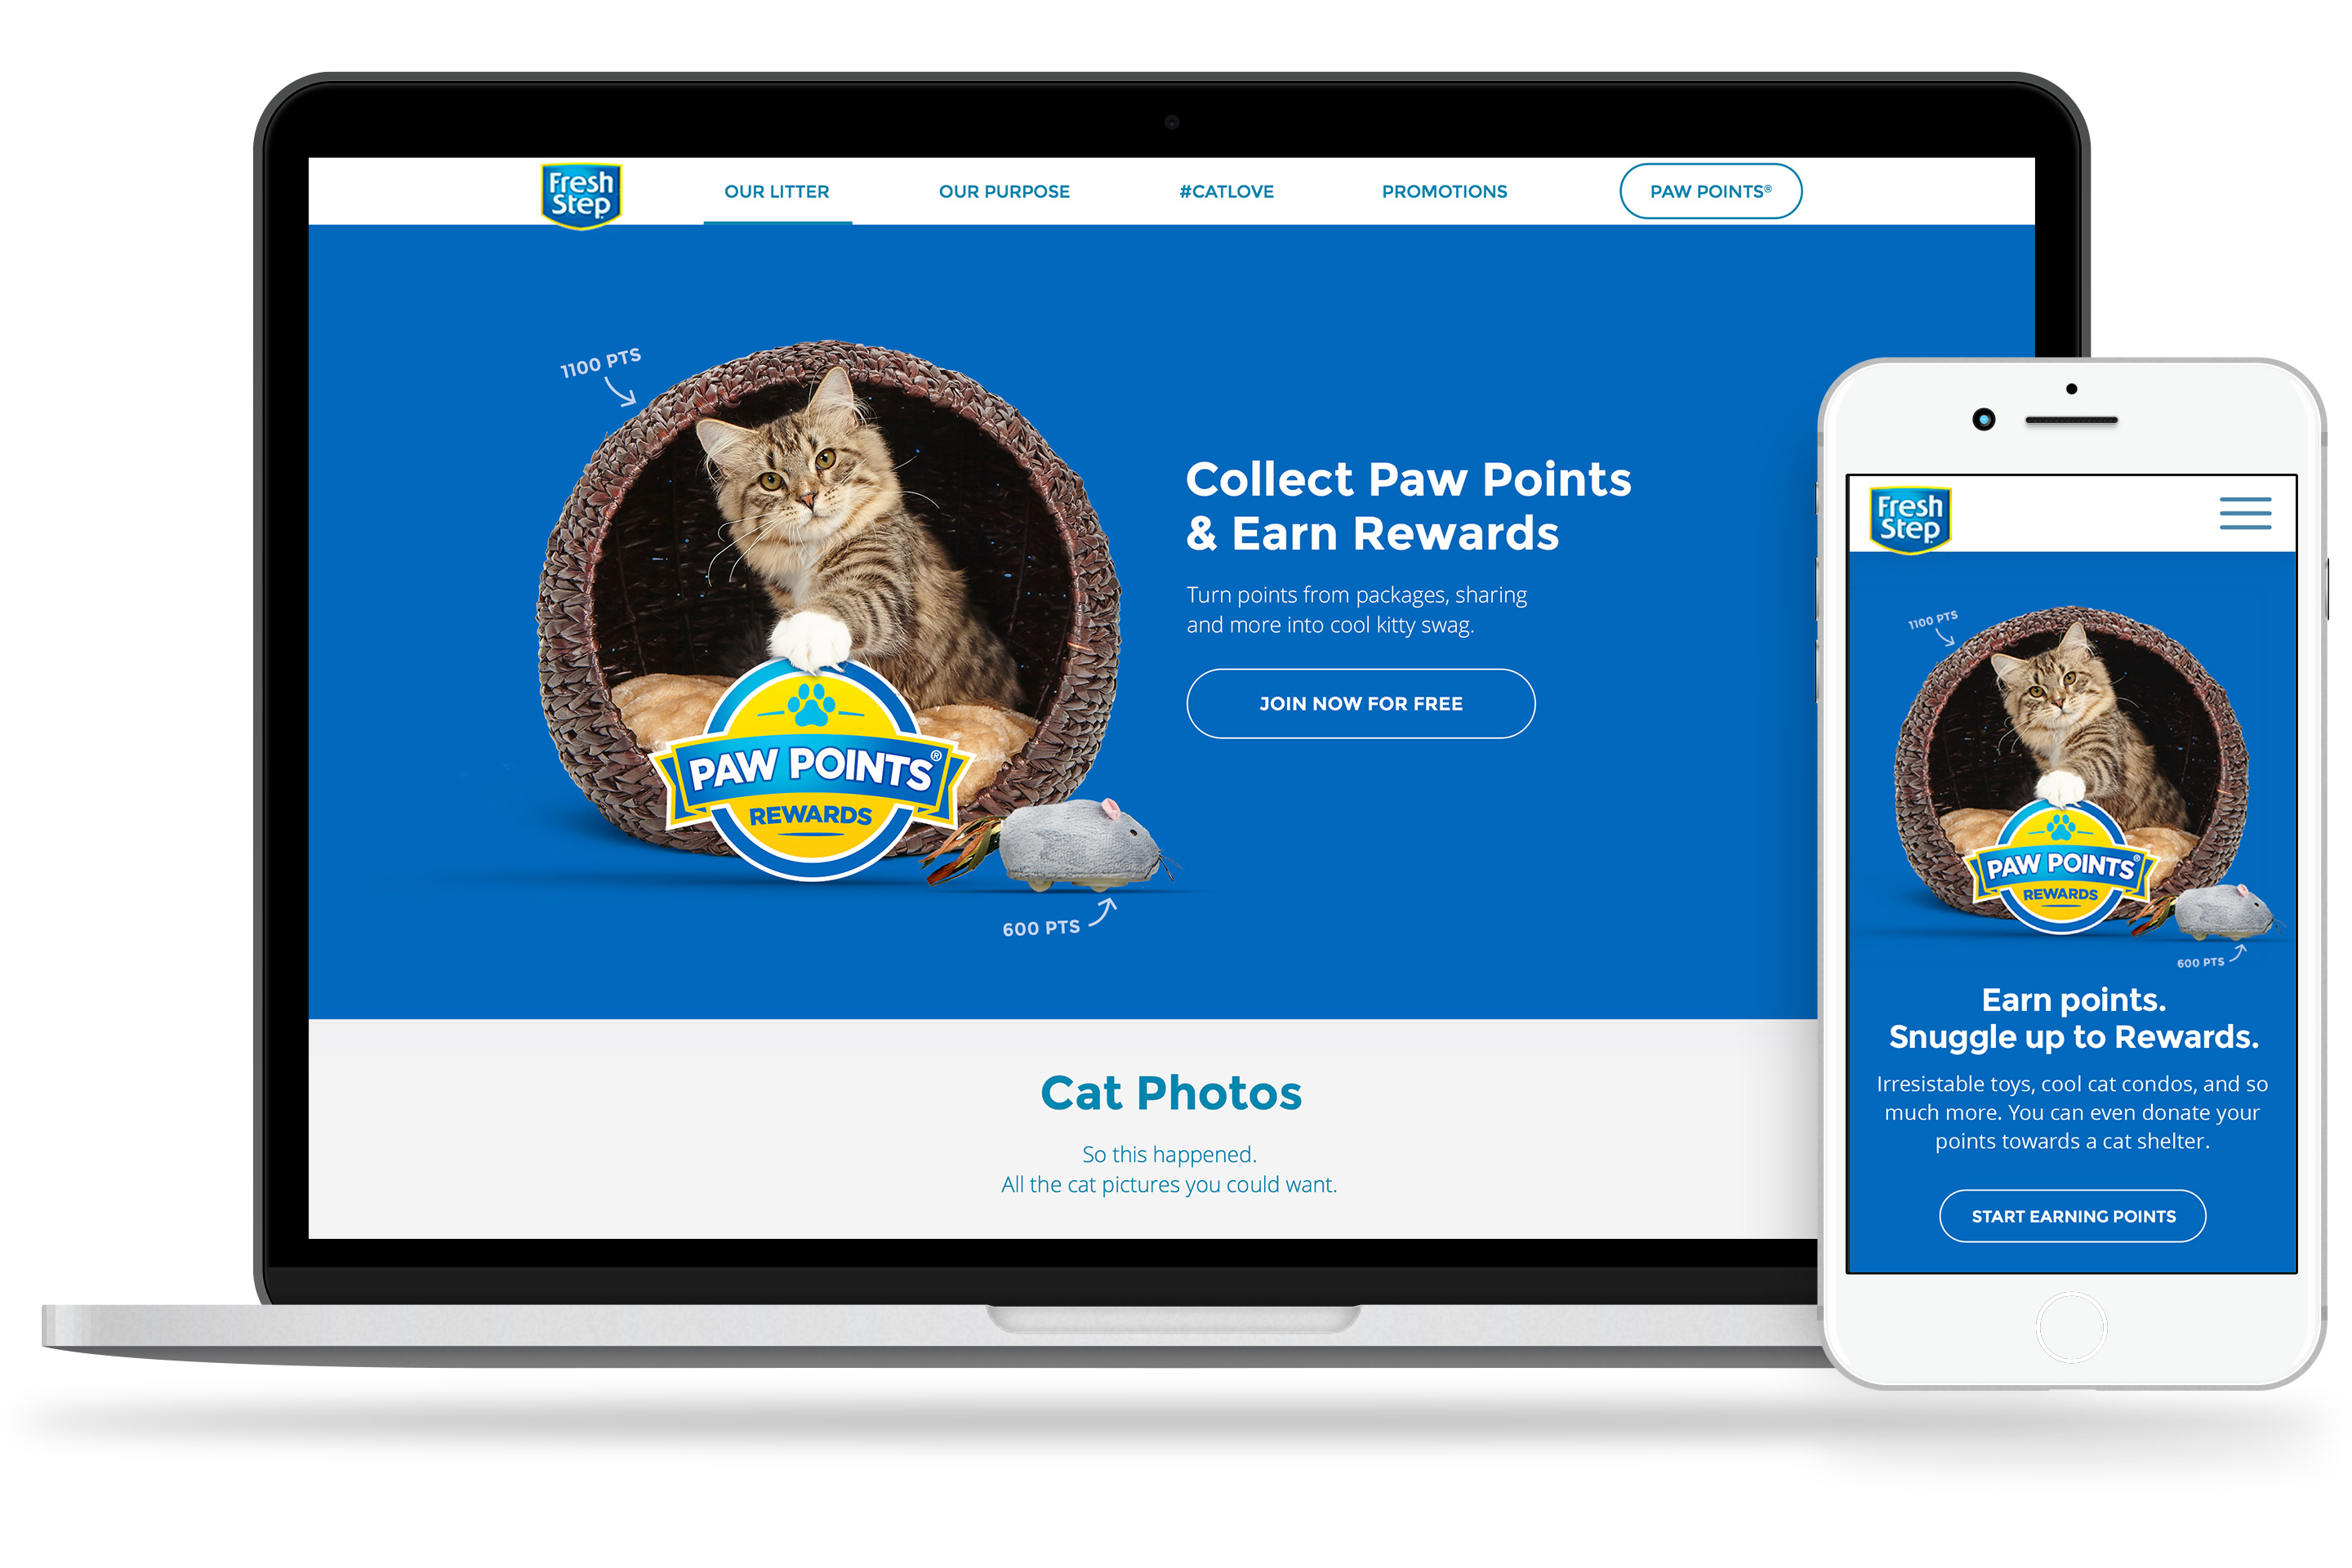 Fresh
Step
OUR LITTER
OUR PURPOSE
#CATLOVE
PROMOTIONS
PAW POINTS®
1100 PTS
PAW POINTS®
REWARDS
600 PTS
Collect Paw Points
& Earn Rewards
Turn points from packages, sharing
and more into cool kitty swag.
JOIN NOW FOR FREE
Cat Photos
So this happened.
All the cat pictures you could want.
Fresh
Step
1100 PTS
PAW POINTS®
REWARDS
600 PTS
Earn points.
Snuggle up to Rewards.
Irresistable toys, cool cat condos, and so
much more. You can even donate your
points towards a cat shelter.
START EARNING POINTS